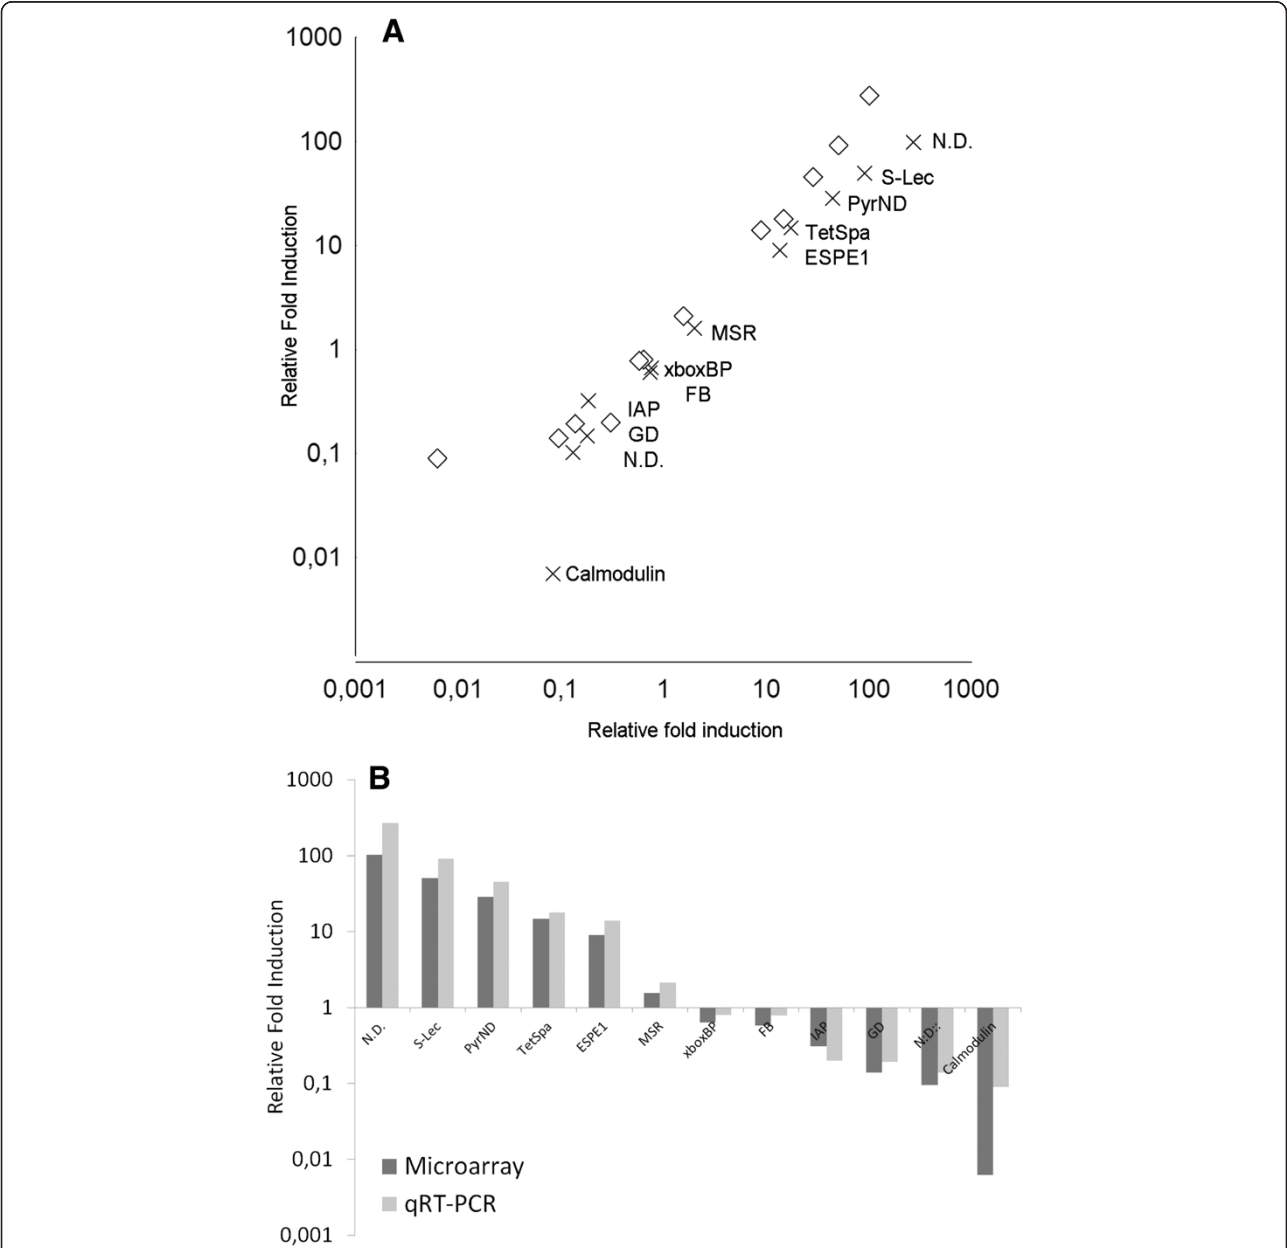 A
1000
100
10
1
0,1
0,01
Relative Fold Induction
N.D.
S-Lec
PyrND
TetSpa
ESPE1
MSR
xboxBP
FB
IAP
GD
N.D.
Calmodulin
0,001 0,01 0,1 1 10 100 1000
Relative fold induction
B
1000
100
10
1
0,1
0,01
0,001
Relative Fold Induction
N.D. S-Lec PyrND TetSpa ESPE1 MSR xboxBP FB IAP GD N.D:: Calmodulin
Microarray
qRT-PCR